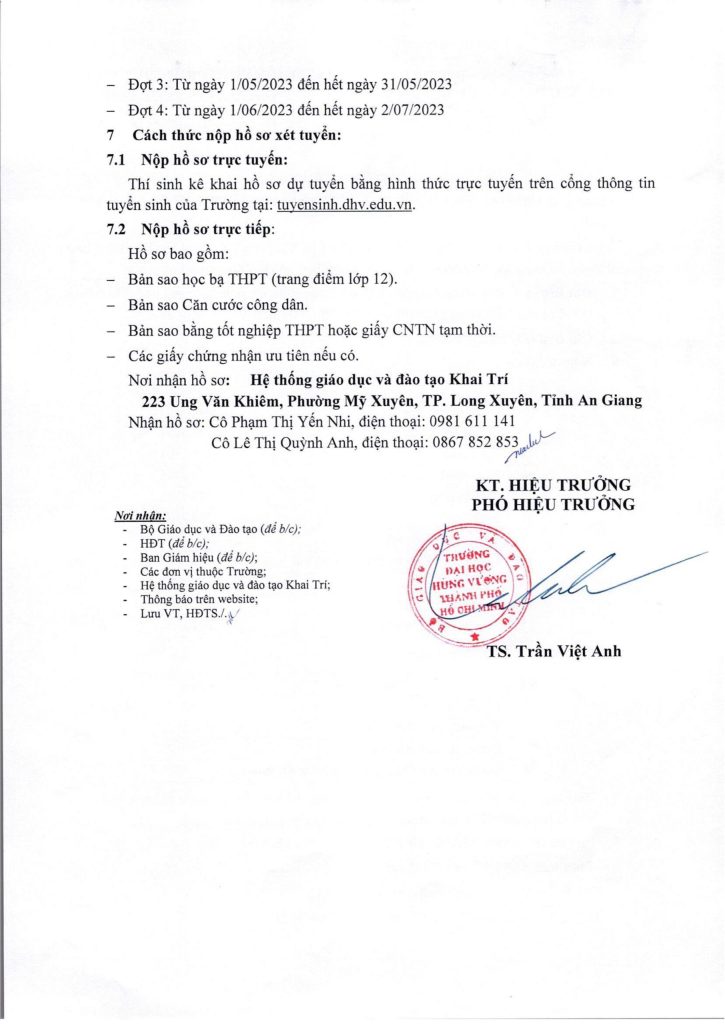 − Đợt 3: Từ ngày 1/05/2023 đến hết ngày 31/05/2023
− Đợt 4: Từ ngày 1/06/2023 đến hết ngày 2/07/2023
7 Cách thức nộp hồ sơ xét tuyển:
7.1 Nộp hồ sơ trực tuyến:
Thí sinh kê khai hồ sơ dự tuyển bằng hình thức trực tuyến trên cổng thông tin
tuyển sinh của Trường tại: tuyensinh.dhv.edu.vn.
7.2 Nộp hồ sơ trực tiếp:
Hồ sơ bao gồm:
− Bản sao học bạ THPT (trang điểm lớp 12).
− Bản sao Căn cước công dân.
− Bản sao bằng tốt nghiệp THPT hoặc giấy CNTN tạm thời.
− Các giấy chứng nhận ưu tiên nếu có.
Nơi nhận hồ sơ: Hệ thống giáo dục và đào tạo Khai Trí
223 Ung Văn Khiêm, Phường Mỹ Xuyên, TP. Long Xuyên, Tỉnh An Giang
Nhận hồ sơ: Cô Phạm Thị Yến Nhi, điện thoại: 0981 611 141
Cô Lê Thị Quỳnh Anh, điện thoại: 0867 852 853
KT. HIỆU TRƯỞNG
PHÓ HIỆU TRƯỞNG
Nơi nhận:
- Bộ Giáo dục và Đào tạo (để b/c);
- HĐT (để b/c);
- Ban Giám hiệu (để b/c);
- Các đơn vị thuộc Trường;
- Hệ thống giáo dục và đào tạo Khai Trí;
- Thông báo trên website;
- Lưu VT, HĐTS./.
BỘ GIÁO DỤC VÀ ĐÀO TẠO
TRƯỜNG
ĐẠI HỌC
HÙNG VƯƠNG
THÀNH PHỐ
HỒ CHÍ MINH
TS. Trần Việt Anh